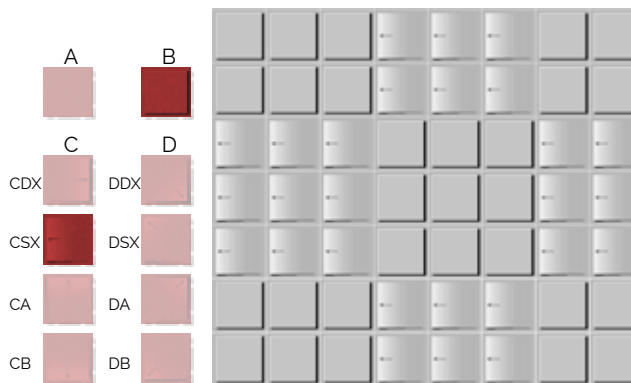 A B
C D
CDX DDX
CSX DSX
CA DA
CB DB